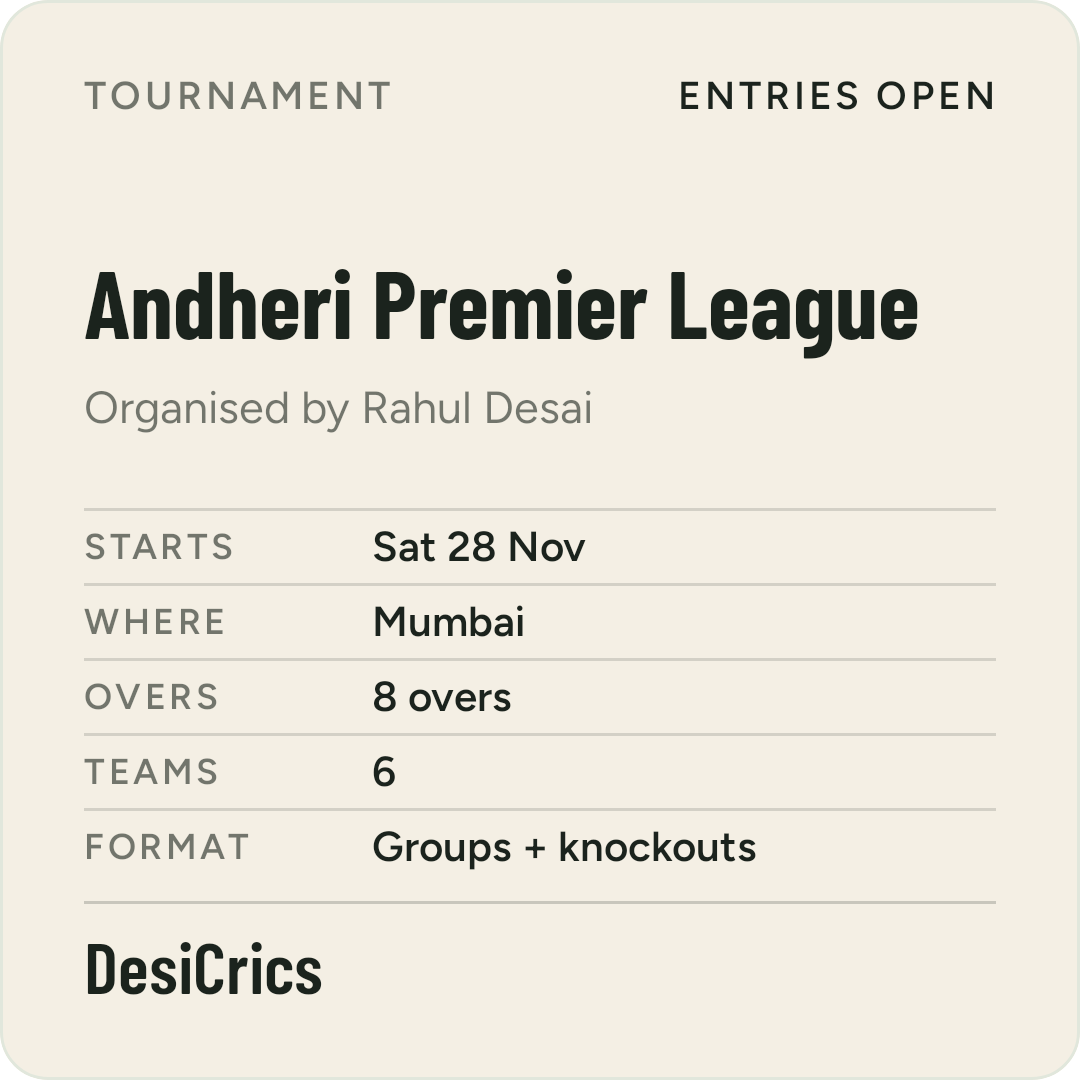 TOURNAMENT
ENTRIES OPEN
Andheri Premier League
Organised by Rahul Desai
STARTS Sat 28 Nov
WHERE Mumbai
OVERS 8 overs
TEAMS 6
FORMAT Groups + knockouts
DesiCrics